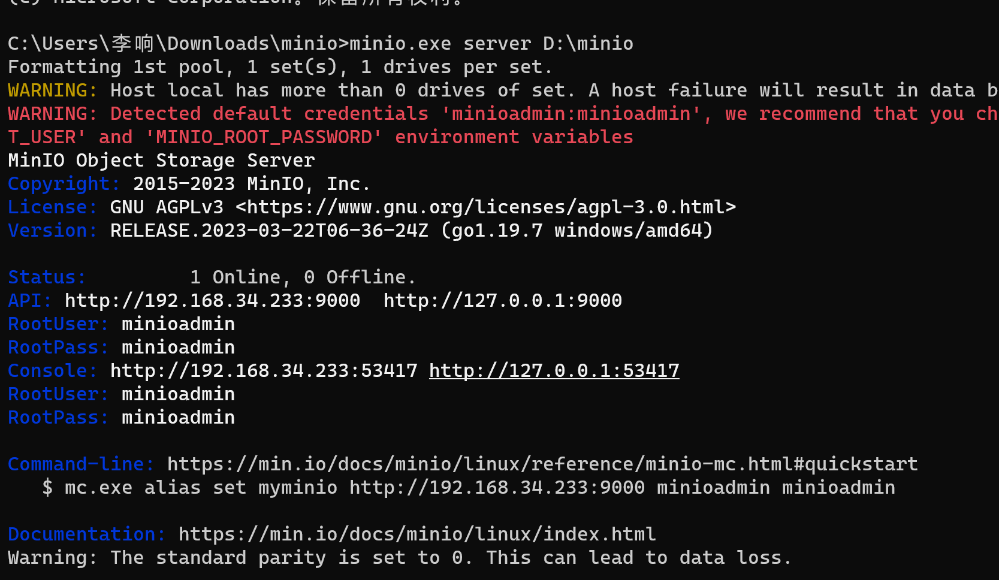 (c) Microsoft Corporation。保留所有权利。
C:\Users\李响\Downloads\minio>minio.exe server D:\minio
Formatting 1st pool, 1 set(s), 1 drives per set.
WARNING: Host local has more than 0 drives of set. A host failure will result in data b
WARNING: Detected default credentials 'minioadmin:minioadmin', we recommend that you ch
T_USER' and 'MINIO_ROOT_PASSWORD' environment variables
MinIO Object Storage Server
Copyright: 2015-2023 MinIO, Inc.
License: GNU AGPLv3 <https://www.gnu.org/licenses/agpl-3.0.html>
Version: RELEASE.2023-03-22T06-36-24Z (go1.19.7 windows/amd64)
Status:         1 Online, 0 Offline.
API: http://192.168.34.233:9000  http://127.0.0.1:9000
RootUser: minioadmin
RootPass: minioadmin
Console: http://192.168.34.233:53417 http://127.0.0.1:53417
RootUser: minioadmin
RootPass: minioadmin
Command-line: https://min.io/docs/minio/linux/reference/minio-mc.html#quickstart
   $ mc.exe alias set myminio http://192.168.34.233:9000 minioadmin minioadmin
Documentation: https://min.io/docs/minio/linux/index.html
Warning: The standard parity is set to 0. This can lead to data loss.